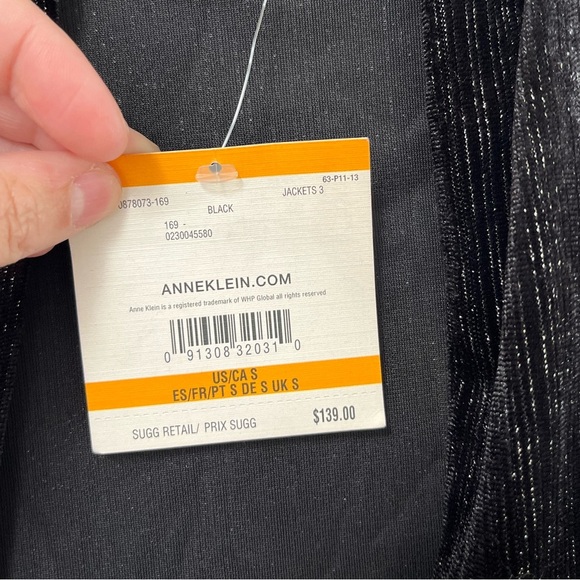 63-P11-13
0878073-169 JACKETS 3
BLACK
169 -
0230045580
ANNEKLEIN.COM
Anne Klein is a registered trademark of WHP Global all rights reserved
0 91308 32031 0
US/CA S
ES/FR/PT S DE S UK S
SUGG RETAIL/ PRIX SUGG $139.00